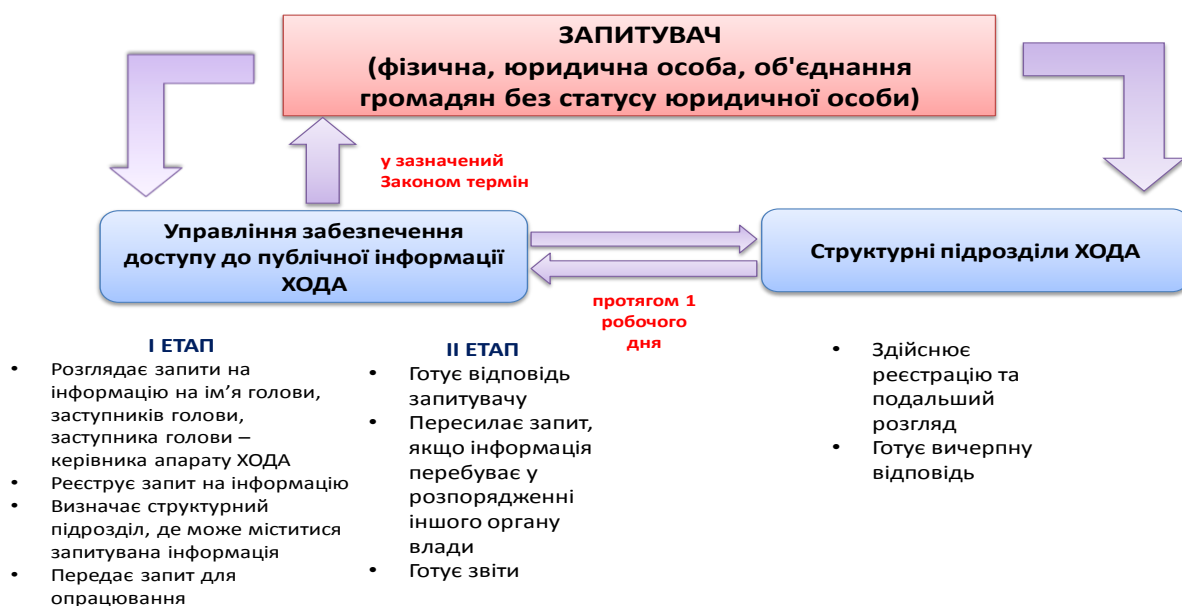 ЗАПИТУВАЧ
(фізична, юридична особа, об'єднання
громадян без статусу юридичної особи)
у зазначений
Законом термін
Управління забезпечення
доступу до публічної інформації
ХОДА
Структурні підрозділи ХОДА
протягом 1
робочого
дня
І ЕТАП
• Розглядає запити на
інформацію на ім’я голови,
заступників голови,
заступника голови –
керівника апарату ХОДА
• Реєструє запит на інформацію
• Визначає структурний
підрозділ, де може міститися
запитувана інформація
• Передає запит для
опрацювання
ІІ ЕТАП
• Готує відповідь
запитувачу
• Пересилає запит,
якщо інформація
перебуває у
розпорядженні
іншого органу
влади
• Готує звіти
• Здійснює
реєстрацію та
подальший
розгляд
• Готує вичерпну
відповідь